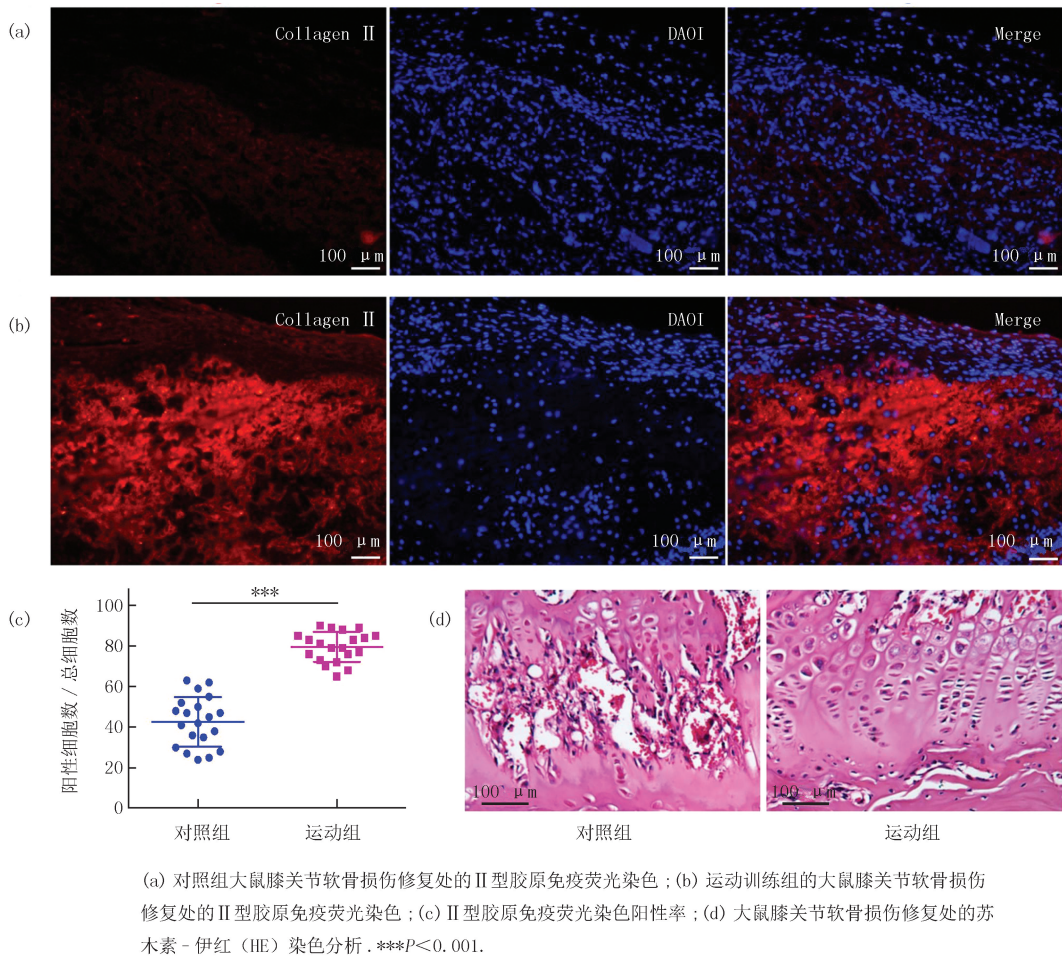 (a)
Collagen Ⅱ
DAOI
Merge
100 μm
100 μm
100 μm
(b)
Collagen Ⅱ
DAOI
Merge
100 μm
100 μm
100 μm
(c)
***
阳性细胞数 / 总细胞数
100
80
60
40
20
0
对照组
运动组
(d)
100 μm
100 μm
对照组
运动组
(a) 对照组大鼠膝关节软骨损伤修复处的Ⅱ型胶原免疫荧光染色；(b) 运动训练组的大鼠膝关节软骨损伤
修复处的Ⅱ型胶原免疫荧光染色；(c) Ⅱ型胶原免疫荧光染色阳性率；(d) 大鼠膝关节软骨损伤修复处的苏
木素－伊红（HE）染色分析．***P＜0.001.